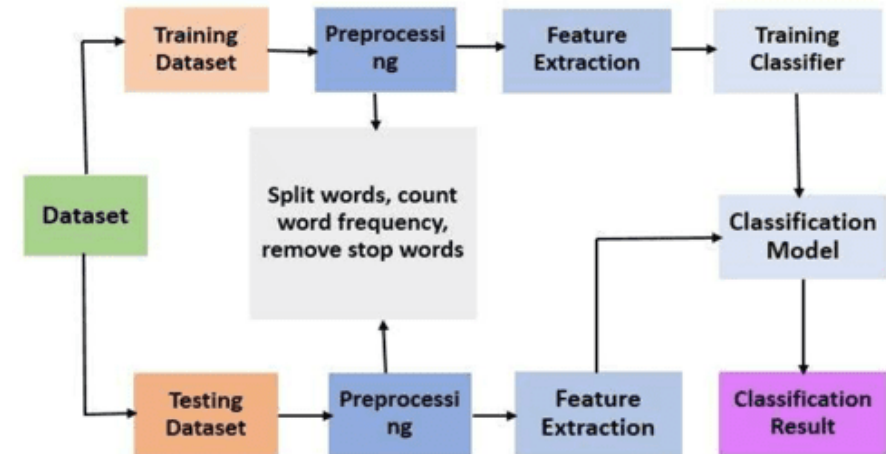 Training
Dataset
Preprocessi
ng
Feature
Extraction
Training
Classifier
Dataset
Split words, count
word frequency,
remove stop words
Classification
Model
Testing
Dataset
Preprocessi
ng
Feature
Extraction
Classification
Result